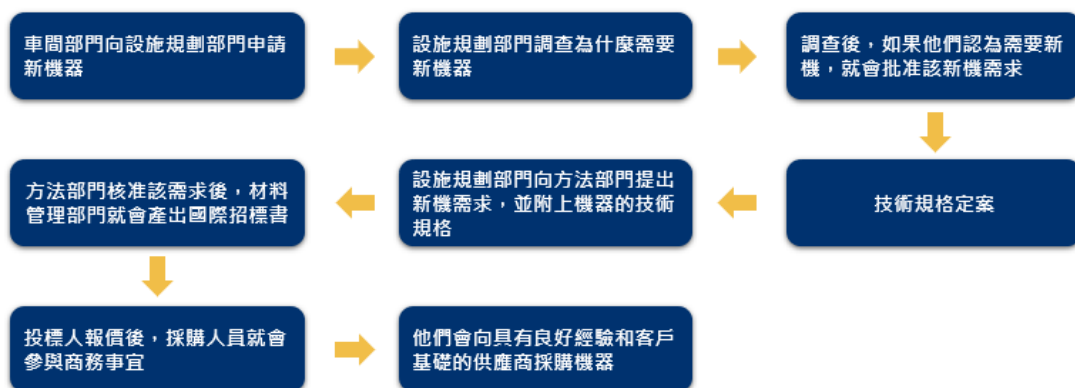 車間部門向設施規劃部門申請
新機器
設施規劃部門調查為什麼需要
新機器
調查後，如果他們認為需要新
機，就會批准該新機需求
技術規格定案
設施規劃部門向方法部門提出
新機需求，並附上機器的技術
規格
方法部門核准該需求後，材料
管理部門就會產出國際招標書
投標人報價後，採購人員就會
參與商務事宜
他們會向具有良好經驗和客戶
基礎的供應商採購機器